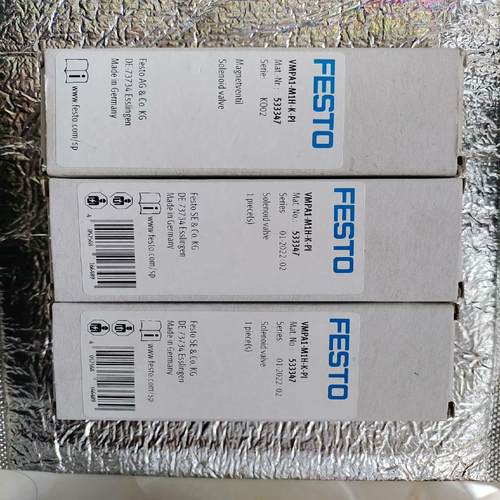 FESTO
VMPA1-M1H-K-PI
Mat. Nr.: 533347
Serie: K002
Magnetventil
Solenoid valve
Festo AG & Co. KG
DE-73734 Esslingen
Made in Germany
www.festo.com/sp
FESTO
VMPA1-M1H-K-PI
Mat. No.: 533347
Series 01-2022 02
Solenoid valve
1 piece(s)
Festo SE & Co. KG
DE 73734 Esslingen
Made in Germany
www.festo.com/sp
FESTO
VMPA1-M1H-K-PI
Mat. No.: 533347
Series 01-2022 02
Solenoid valve
1 piece(s)
Festo SE & Co. KG
DE 73734 Esslingen
Made in Germany
www.festo.com/sp